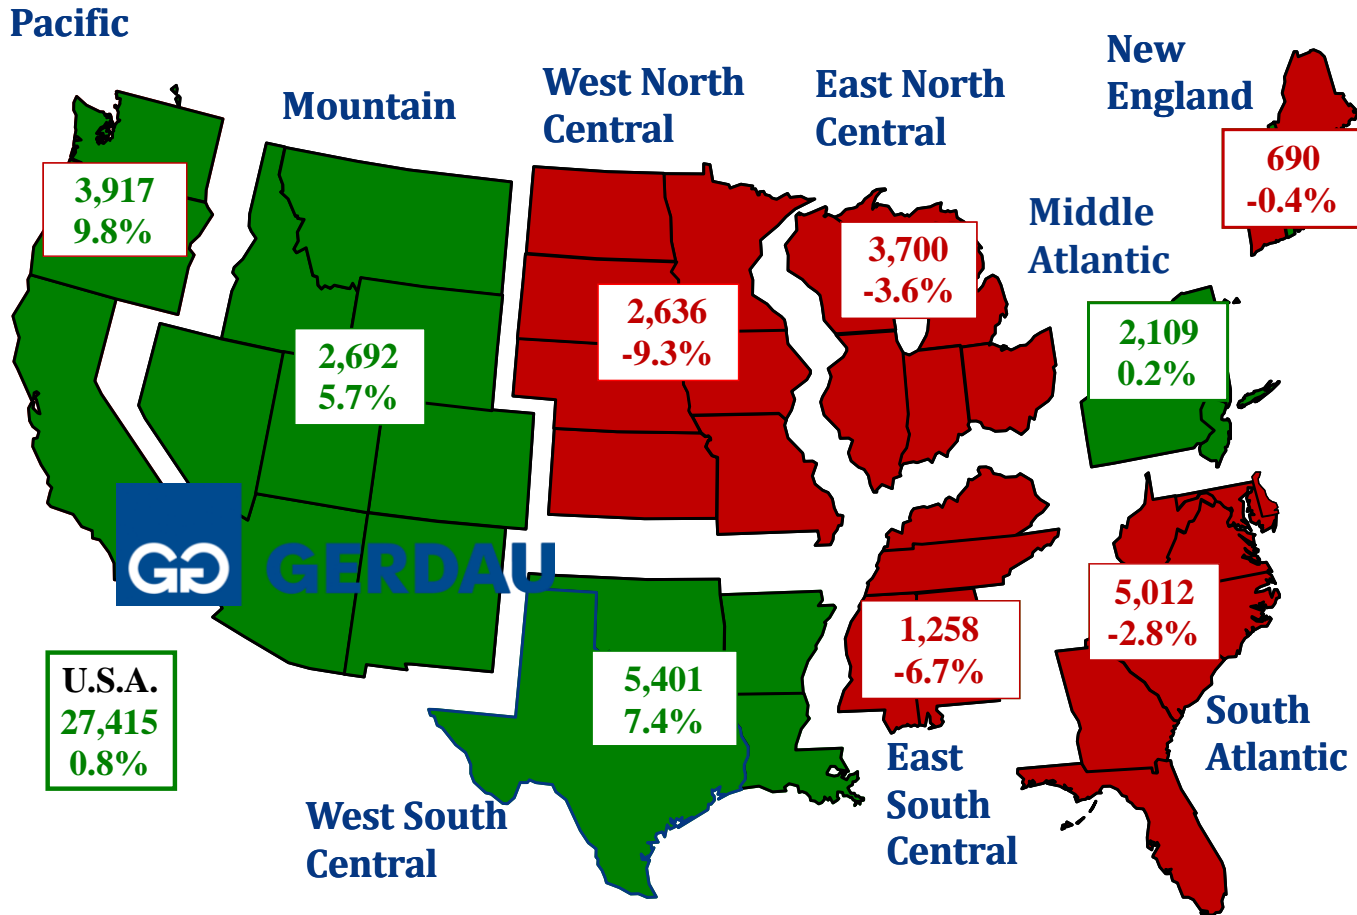 Pacific
Mountain
West North
Central
East North
Central
New
England
3,917
9.8%
690
-0.4%
Middle
Atlantic
3,700
-3.6%
2,636
-9.3%
2,692
5.7%
2,109
0.2%
GG GERDAU
5,012
-2.8%
1,258
-6.7%
U.S.A.
27,415
0.8%
5,401
7.4%
South
Atlantic
East
South
Central
West South
Central